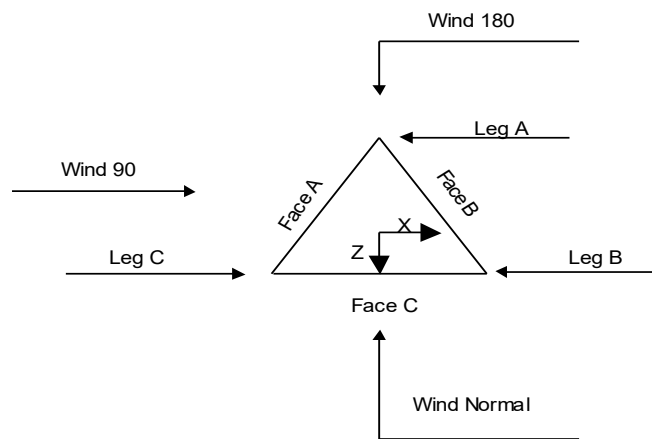 Wind 180
Leg A
Wind 90
Face A
Face B
X
Z
Leg C
Leg B
Face C
Wind Normal